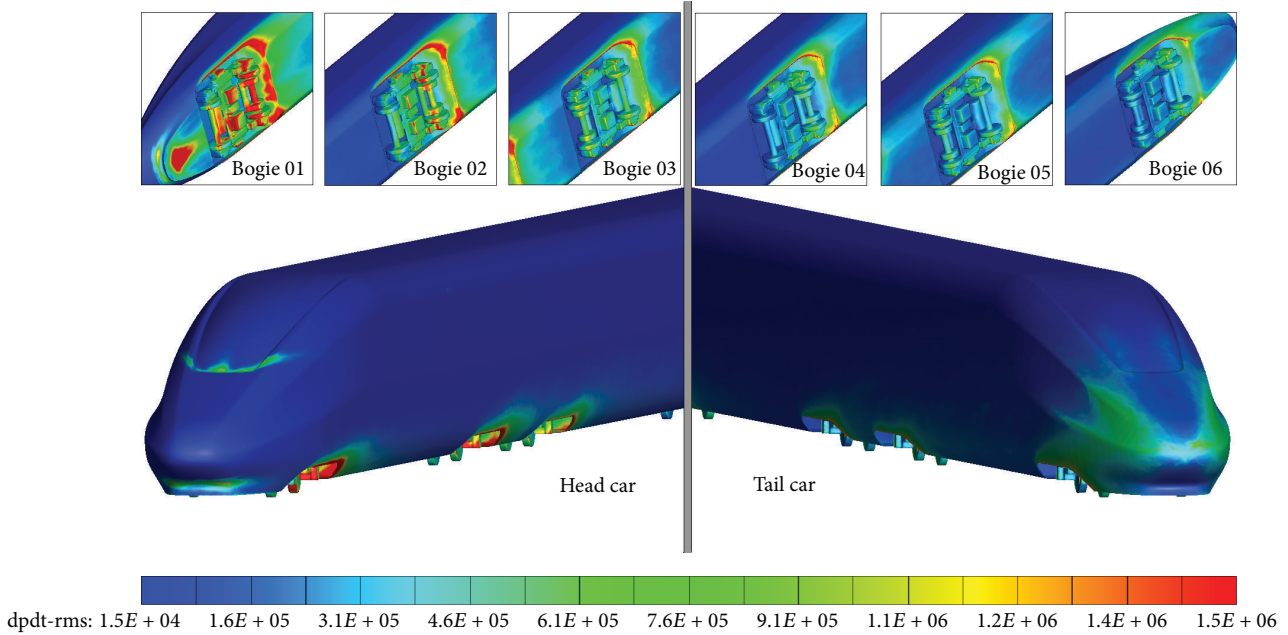 Bogie 01
Bogie 02
Bogie 03
Bogie 04
Bogie 05
Bogie 06
Head car
Tail car
dpdt-rms: 1.5E + 04 1.6E + 05 3.1E + 05 4.6E + 05 6.1E + 05 7.6E + 05 9.1E + 05 1.1E + 06 1.2E + 06 1.4E + 06 1.5E + 06